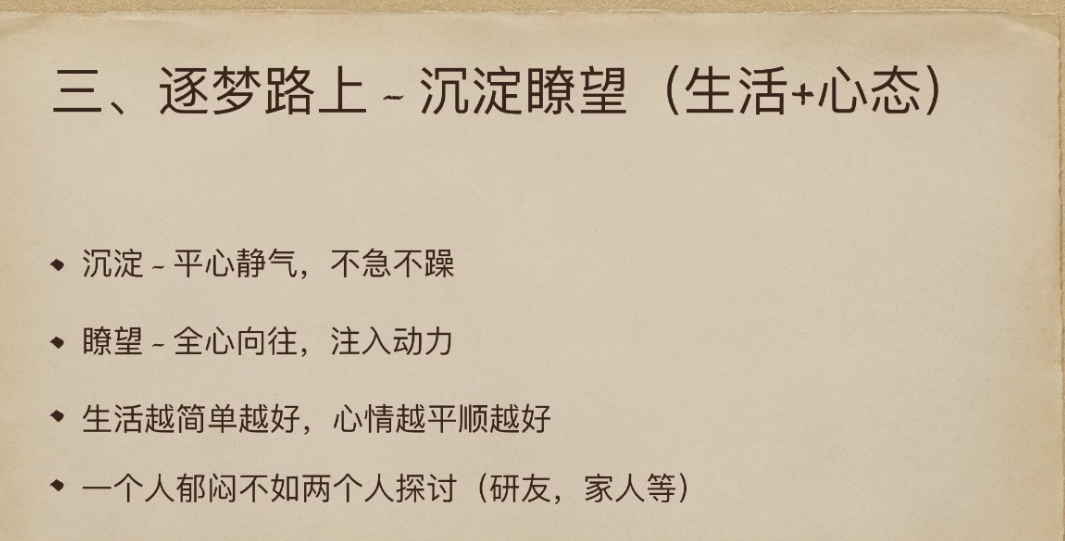 三、逐梦路上 ~ 沉淀瞭望（生活+心态）
沉淀 ~ 平心静气，不急不躁
瞭望 ~ 全心向往，注入动力
生活越简单越好，心情越平顺越好
一个人郁闷不如两个人探讨（研友，家人等）